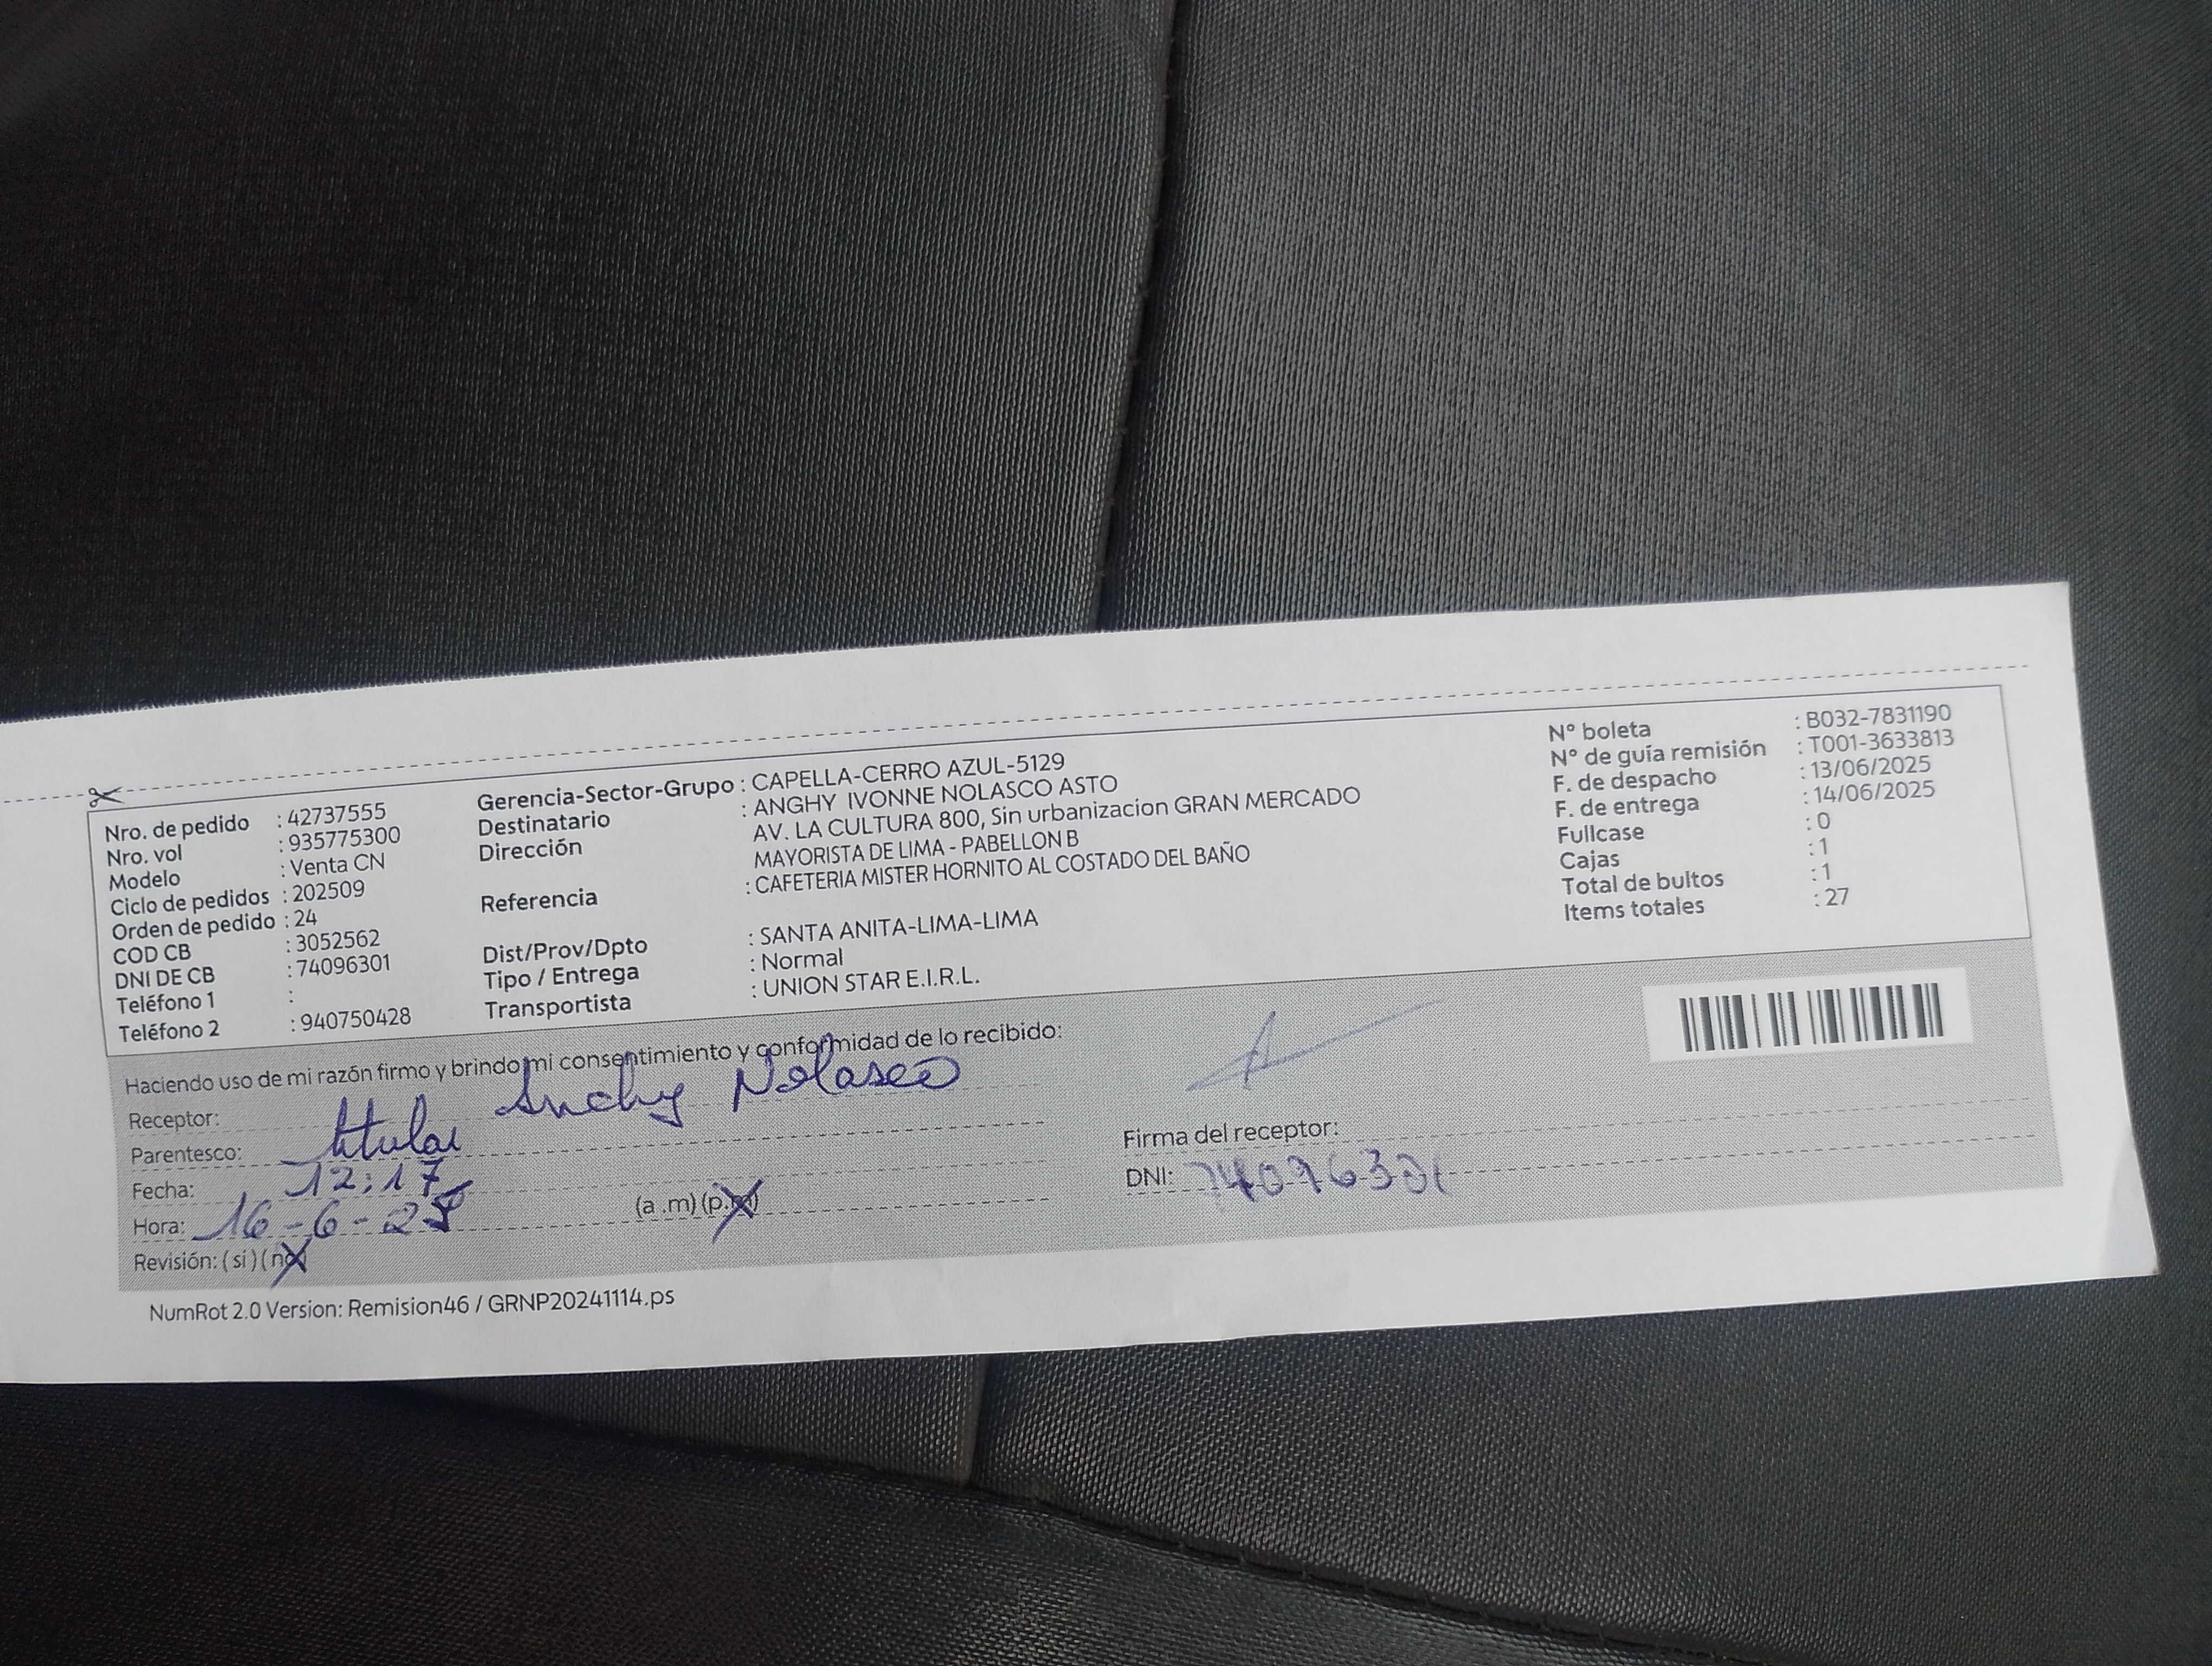 Nro. de pedido : 42737555
Nro. vol : 935775300
Modelo : Venta CN
Ciclo de pedidos : 202509
Orden de pedido : 24
COD CB : 3052562
DNI DE CB : 74096301
Teléfono 1 :
Teléfono 2 : 940750428
Gerencia-Sector-Grupo : CAPELLA-CERRO AZUL-5129
Destinatario : ANGHY IVONNE NOLASCO ASTO
Dirección AV. LA CULTURA 800, Sin urbanizacion GRAN MERCADO
MAYORISTA DE LIMA - PABELLON B
Referencia : CAFETERIA MISTER HORNITO AL COSTADO DEL BAÑO
Dist/Prov/Dpto : SANTA ANITA-LIMA-LIMA
Tipo / Entrega : Normal
Transportista : UNION STAR E.I.R.L.
N° boleta : B032-7831190
N° de guía remisión : T001-3633813
F. de despacho : 13/06/2025
F. de entrega : 14/06/2025
Fullcase : 0
Cajas : 1
Total de bultos : 1
Items totales : 27
Haciendo uso de mi razón firmo y brindo mi consentimiento y conformidad de lo recibido:
Receptor: Anghy Nolasco
Parentesco: titular
Fecha: 12:17
Hora: 16-6-25 (a .m) (p.m)
Revisión: ( si ) ( no )
Firma del receptor:
DNI: 74096301
NumRot 2.0 Version: Remision46 / GRNP20241114.ps